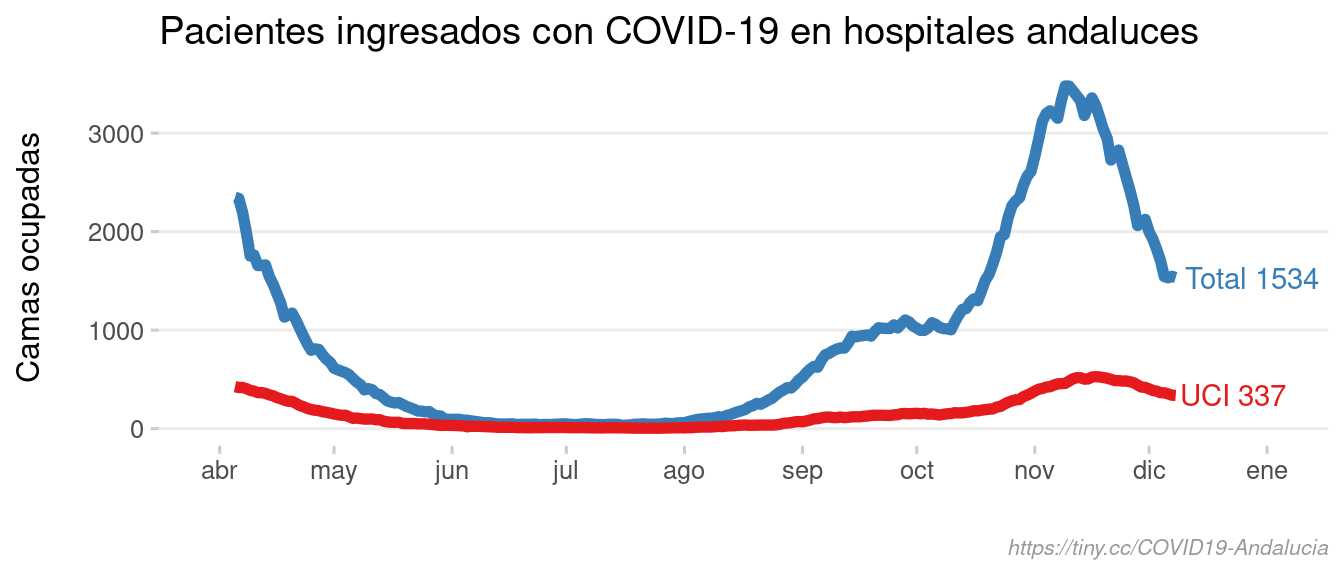 Pacientes ingresados con COVID-19 en hospitales andaluces
Camas ocupadas
3000
2000
1000
0
Total 1534
UCI 337
abr may jun jul ago sep oct nov dic ene
https://tiny.cc/COVID19-Andalucia